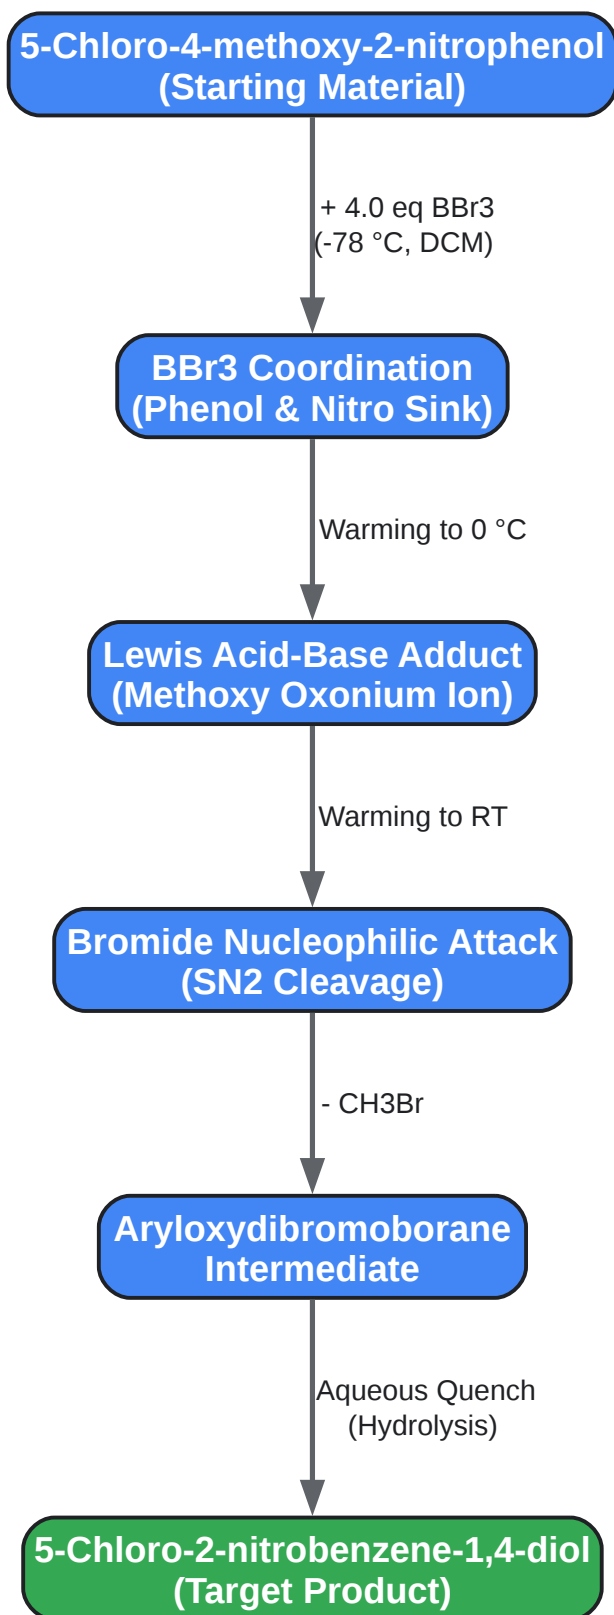 5-Chloro-4-methoxy-2-nitrophenol
(Starting Material)
+ 4.0 eq BBr3
(-78 °C, DCM)
BBr3 Coordination
(Phenol & Nitro Sink)
Warming to 0 °C
Lewis Acid-Base Adduct
(Methoxy Oxonium Ion)
Warming to RT
Bromide Nucleophilic Attack
(SN2 Cleavage)
- CH3Br
Aryloxydibromoborane
Intermediate
Aqueous Quench
(Hydrolysis)
5-Chloro-2-nitrobenzene-1,4-diol
(Target Product)